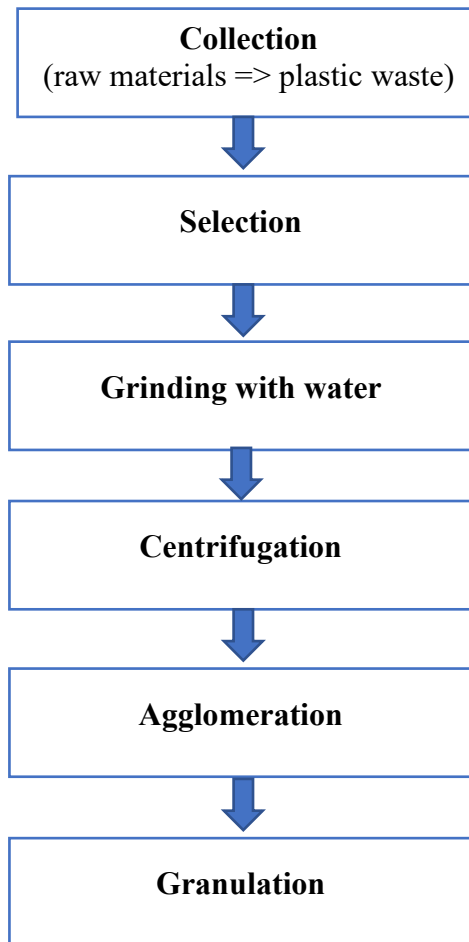 Collection
(raw materials => plastic waste)
Selection
Grinding with water
Centrifugation
Agglomeration
Granulation